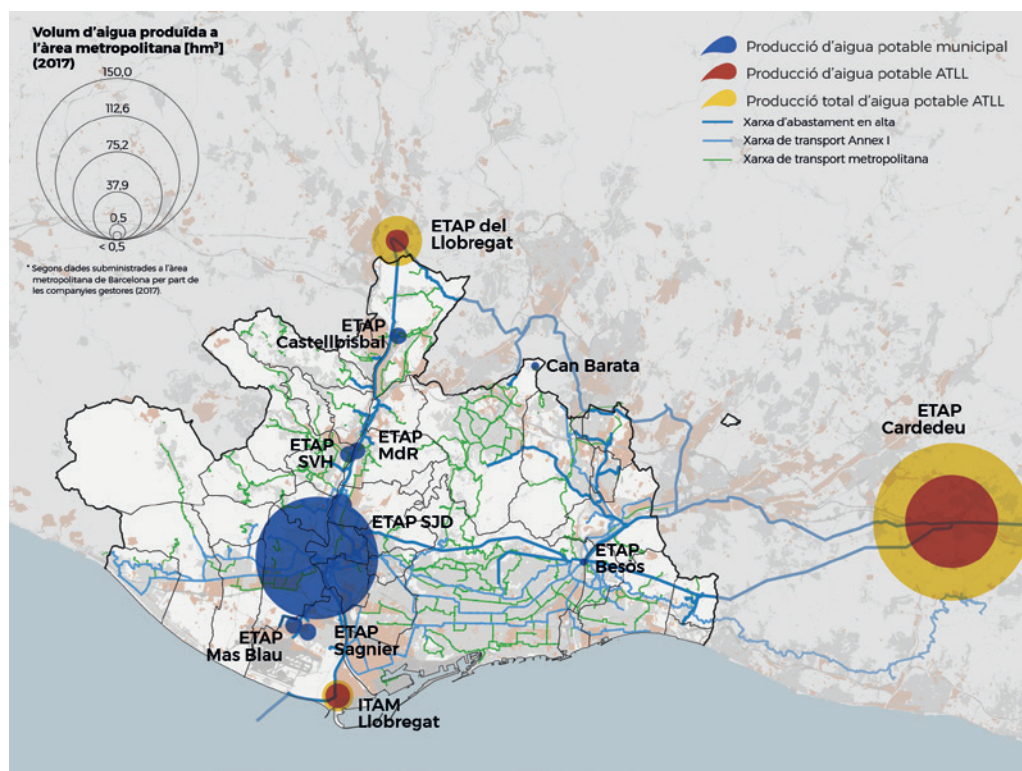 Volum d'aigua produïda a
l'àrea metropolitana [hm³]
(2017)
150,0
112,6
75,2
37,9
0,5
< 0,5
* Segons dades subministrades a l'àrea
metropolitana de Barcelona per part de
les companyies gestores (2017).
Producció d'aigua potable municipal
Producció d'aigua potable ATLL
Producció total d'aigua potable ATLL
Xarxa d'abastament en alta
Xarxa de transport Annex I
Xarxa de transport metropolitana
ETAP del
Llobregat
ETAP
Castellbisbal
Can Barata
ETAP
Cardedeu
ETAP
SVH
ETAP
MdR
ETAP SJD
ETAP
Besòs
ETAP
Mas Blau
ETAP
Sagnier
ITAM
Llobregat